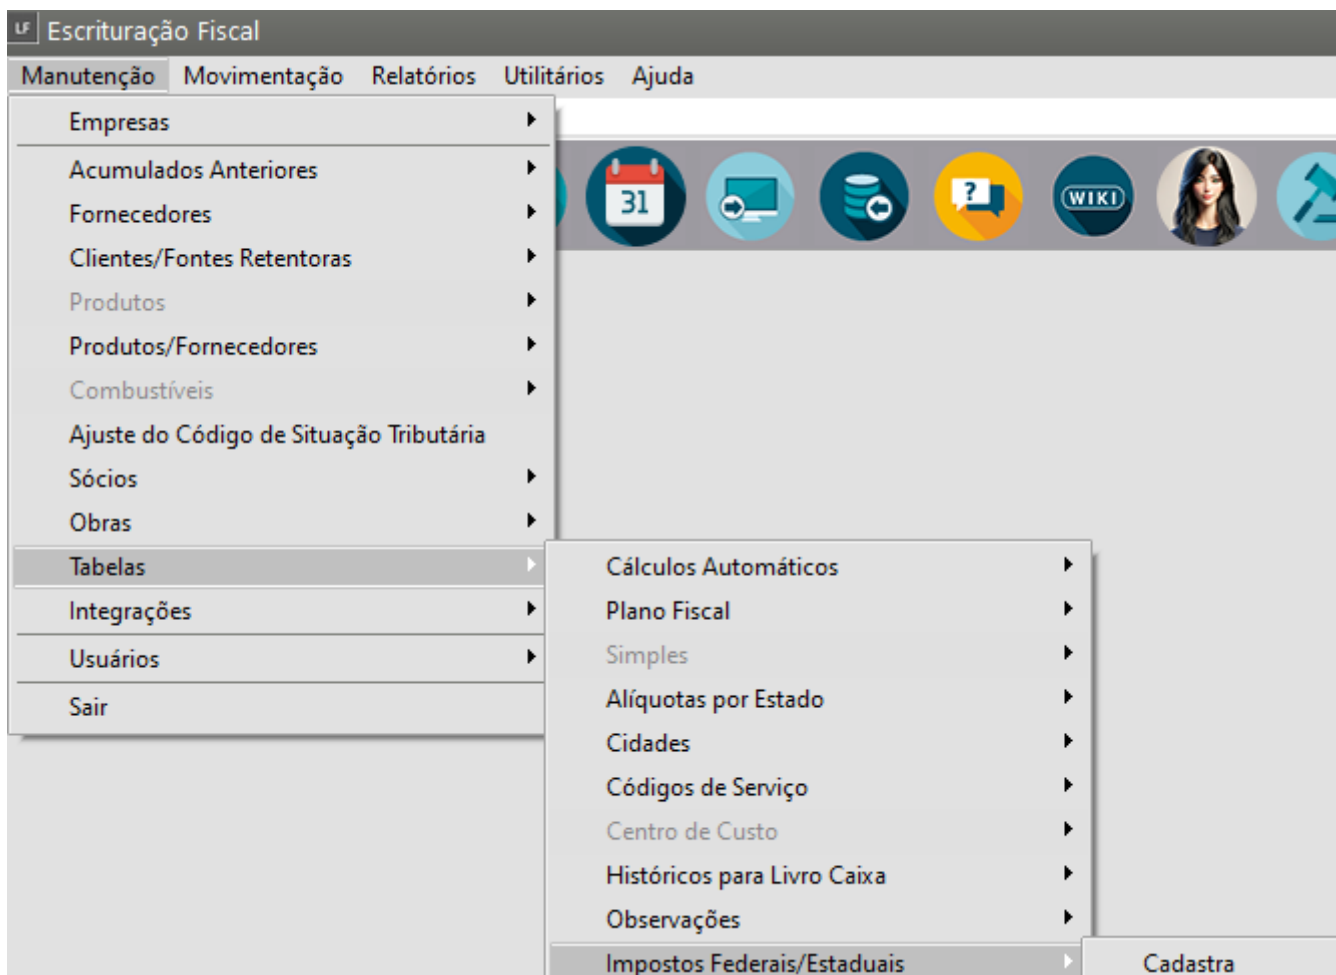 LF Escrituração Fiscal
Manutenção Movimentação Relatórios Utilitários Ajuda
Empresas
Acumulados Anteriores
31 ? WIKI
Fornecedores
Clientes/Fontes Retentoras
Produtos
Produtos/Fornecedores
Combustíveis
Ajuste do Código de Situação Tributária
Sócios
Obras
Tabelas
Integrações
Usuários
Sair
Cálculos Automáticos
Plano Fiscal
Simples
Alíquotas por Estado
Cidades
Códigos de Serviço
Centro de Custo
Históricos para Livro Caixa
Observações
Impostos Federais/Estaduais
Cadastra